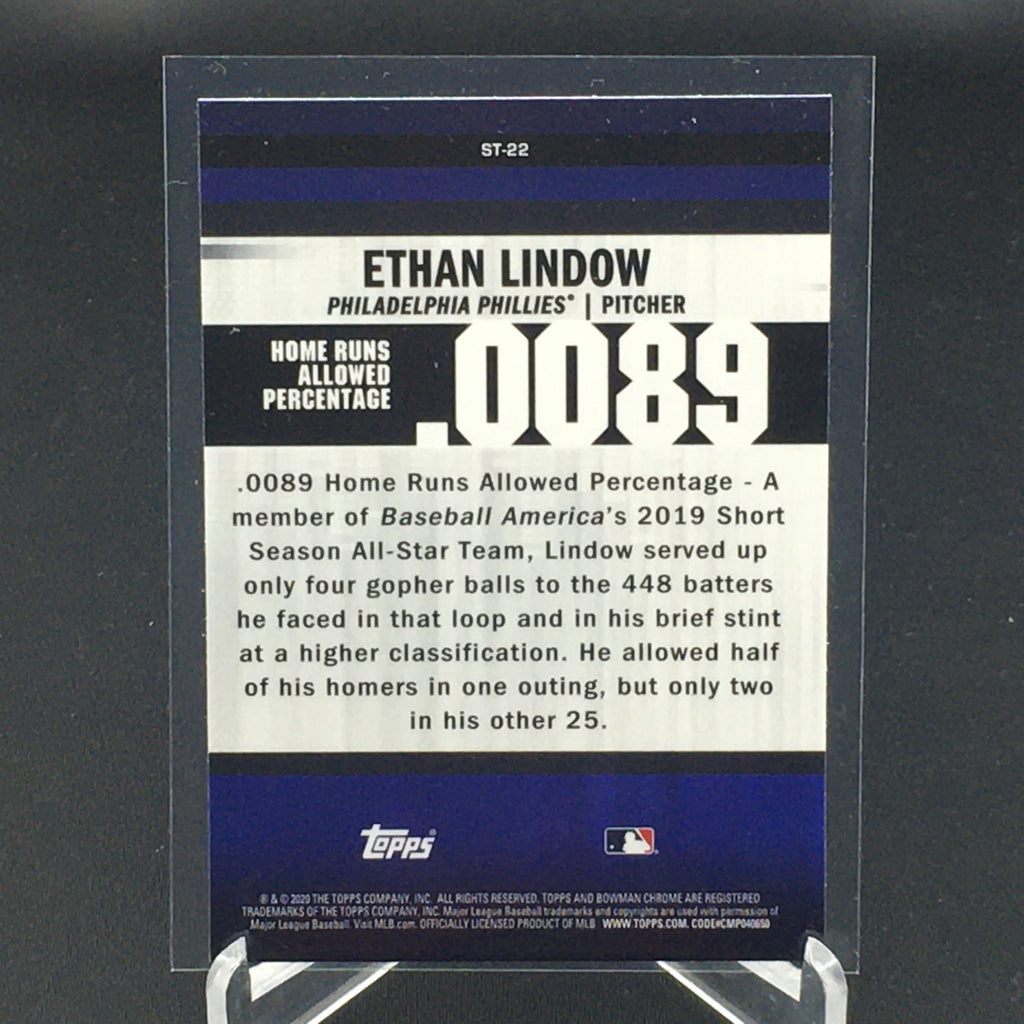 ST-22
ETHAN LINDOW
PHILADELPHIA PHILLIES® | PITCHER
HOME RUNS
ALLOWED
PERCENTAGE
.0089
.0089 Home Runs Allowed Percentage - A
member of Baseball America's 2019 Short
Season All-Star Team, Lindow served up
only four gopher balls to the 448 batters
he faced in that loop and in his brief stint
at a higher classification. He allowed half
of his homers in one outing, but only two
in his other 25.
topps®
® & © 2020 THE TOPPS COMPANY, INC. ALL RIGHTS RESERVED. TOPPS AND BOWMAN CHROME ARE REGISTERED
TRADEMARKS OF THE TOPPS COMPANY, INC. Major League Baseball trademarks and copyrights are used with permission of
Major League Baseball. Visit MLB.com. OFFICIALLY LICENSED PRODUCT OF MLB WWW.TOPPS.COM. CODE#CMP040650